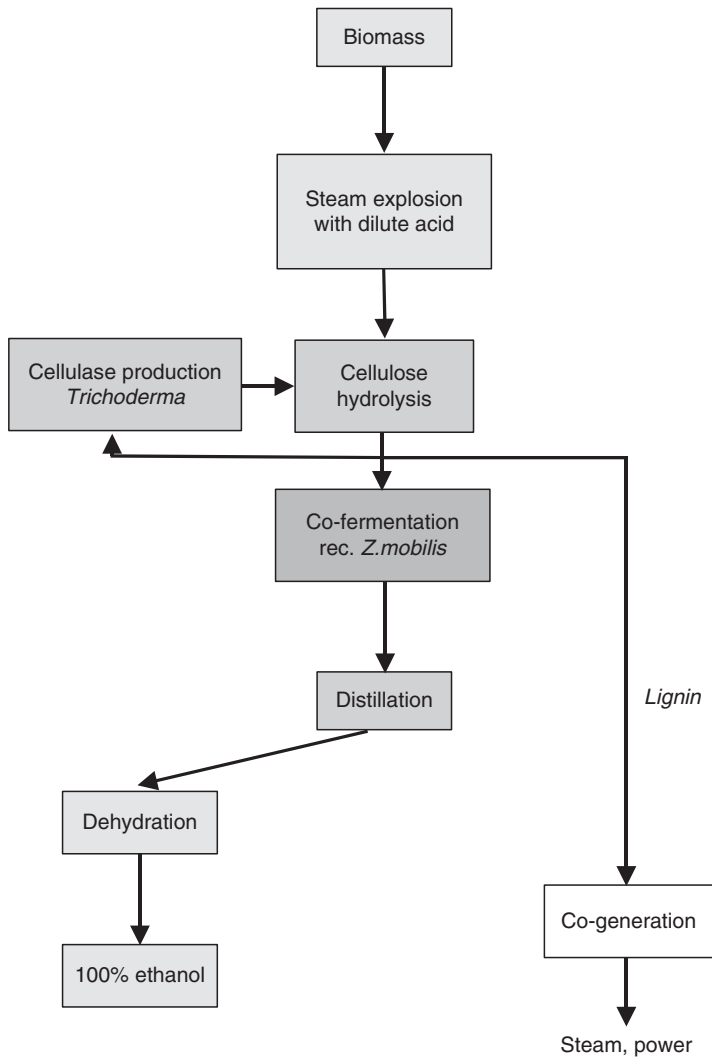 Biomass
Steam explosion
with dilute acid
Cellulase production
Trichoderma
Cellulose
hydrolysis
Co-fermentation
rec. Z.mobilis
Distillation
Lignin
Dehydration
Co-generation
100% ethanol
Steam, power